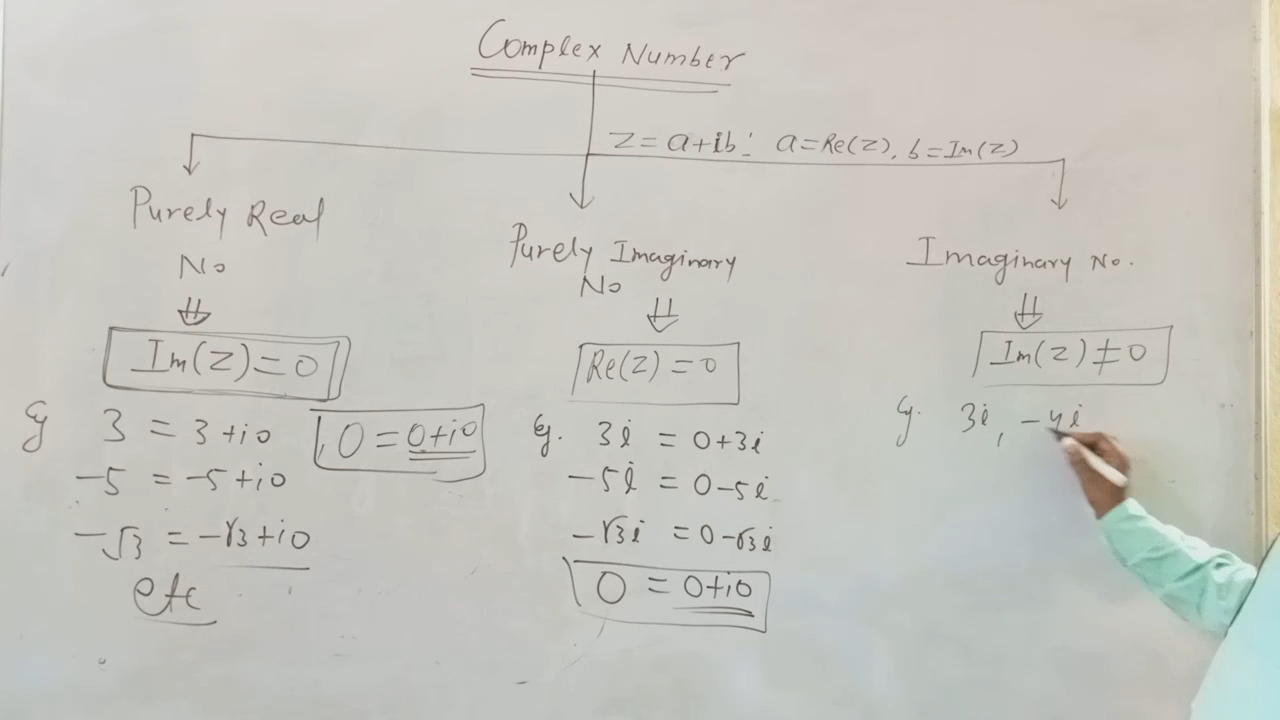 Complex Number
Z = a+ib : a=Re(Z), b=Im(Z)
Purely Real
No
Im(Z) = 0
Eg 3 = 3+i0
, 0 = 0+i0
-5 = -5+i0
-√3 = -√3+i0
etc
Purely Imaginary
No
Re(Z) = 0
Eg. 3i = 0+3i
-5i = 0-5i
-√3i = 0-√3i
0 = 0+i0
Imaginary No.
Im(Z) ≠ 0
Eg. 3i, -4i